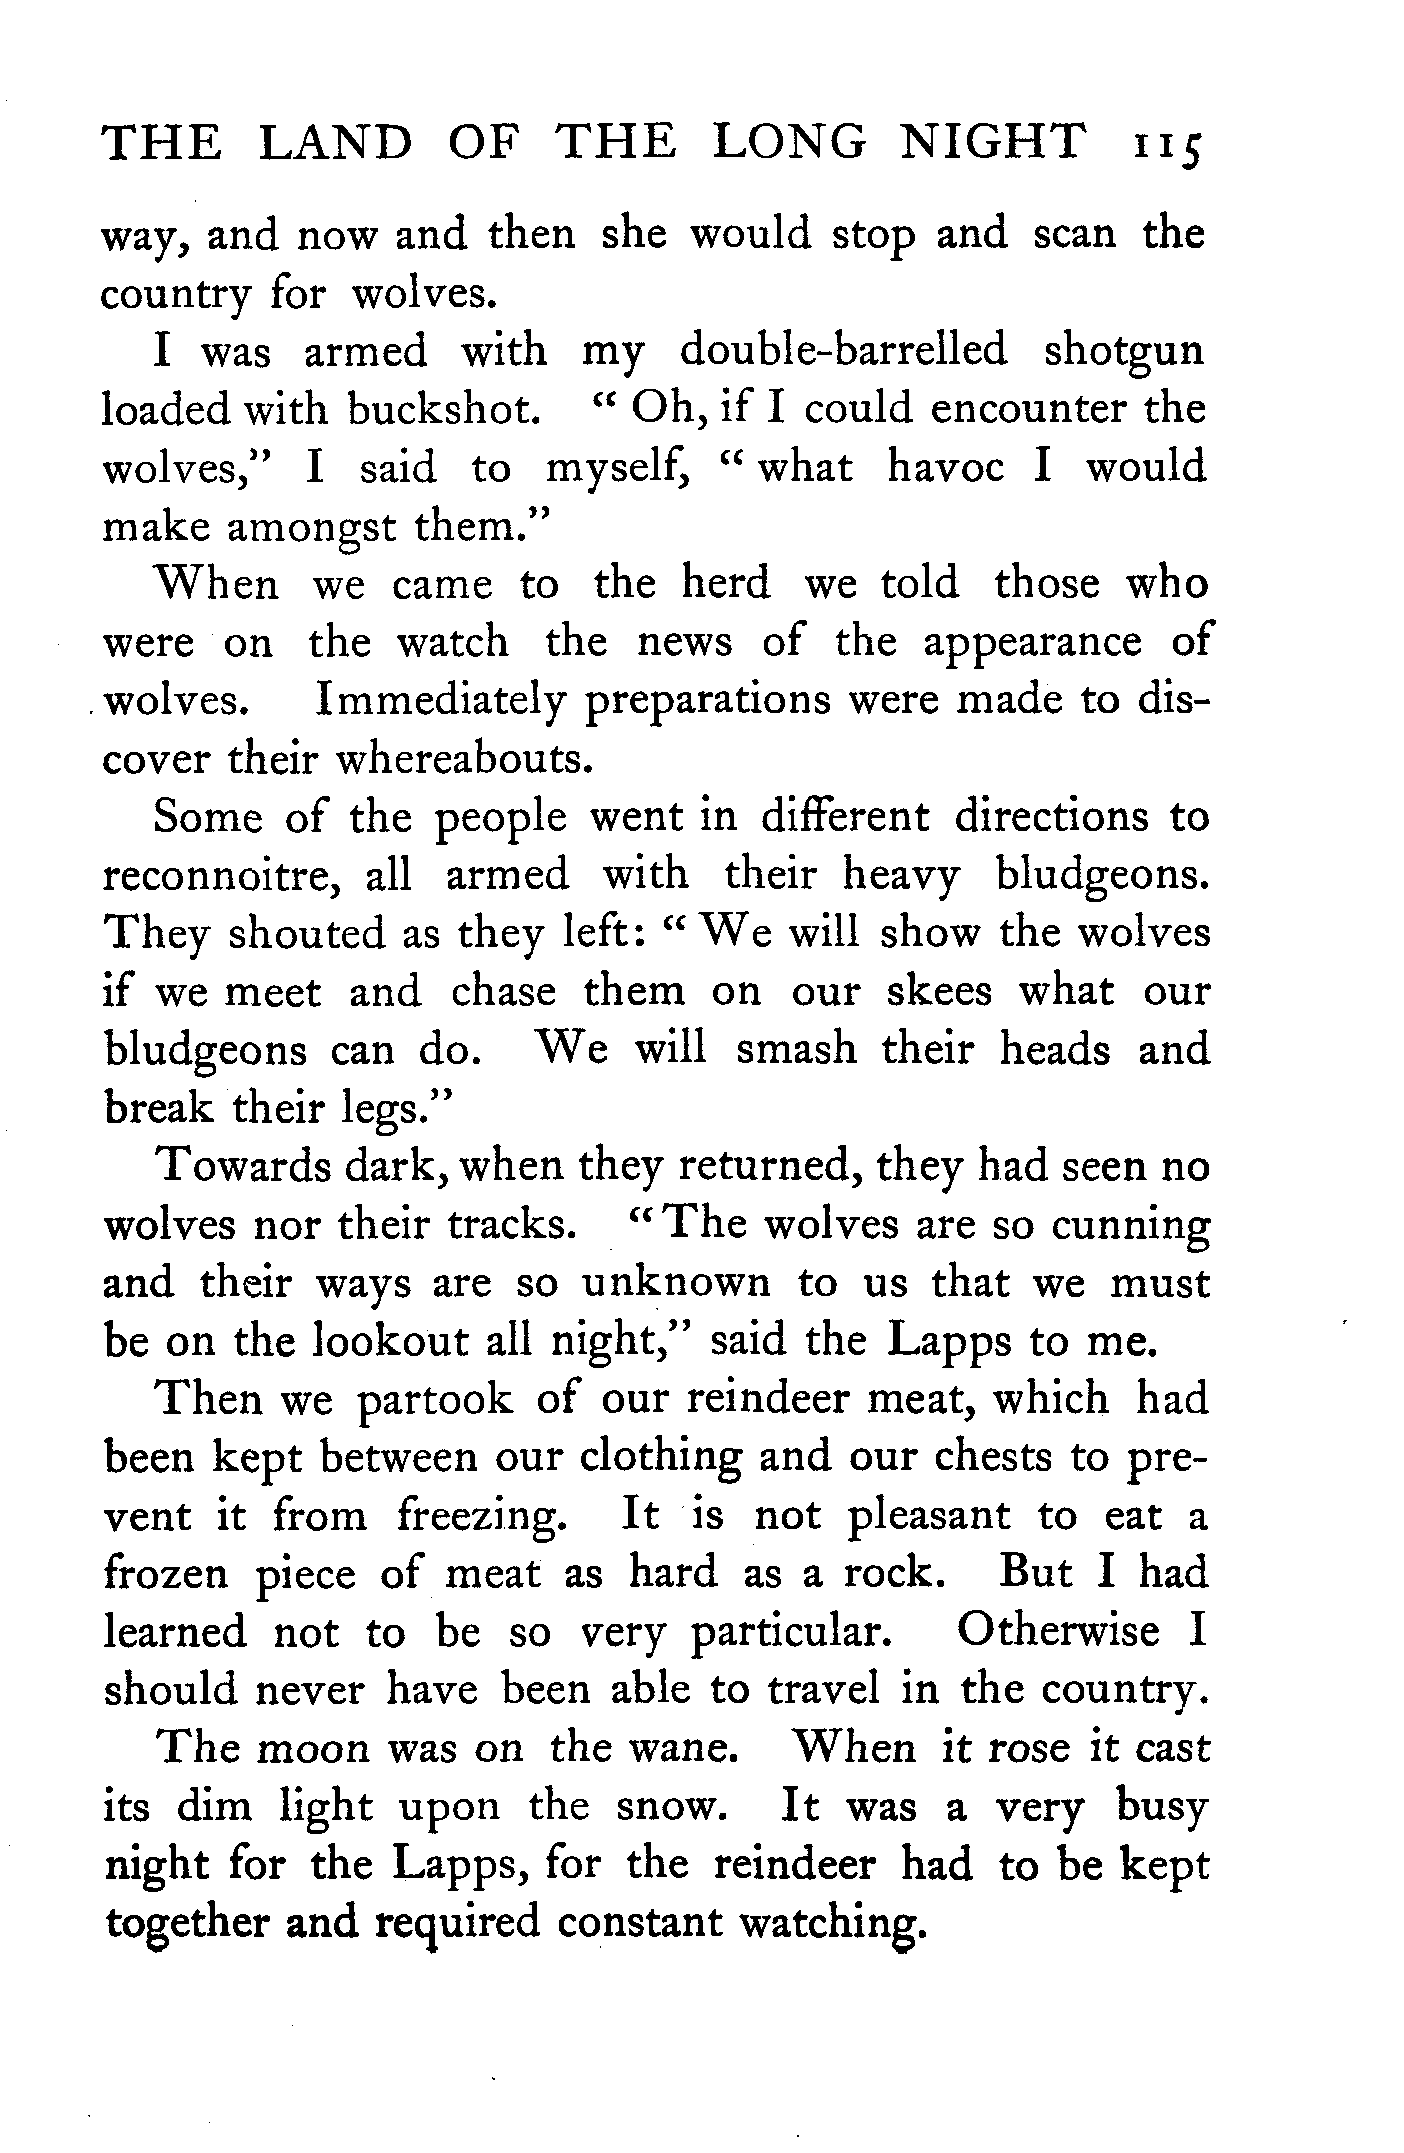 THE LAND OF THE LONG NIGHT 115
way, and now and then she would stop and scan the
country for wolves.
I was armed with my double-barrelled shotgun
loaded with buckshot. " Oh, if I could encounter the
wolves," I said to myself, " what havoc I would
make amongst them."
When we came to the herd we told those who
were on the watch the news of the appearance of
wolves. Immediately preparations were made to dis-
cover their whereabouts.
Some of the people went in different directions to
reconnoitre, all armed with their heavy bludgeons.
They shouted as they left: " We will show the wolves
if we meet and chase them on our skees what our
bludgeons can do. We will smash their heads and
break their legs."
Towards dark, when they returned, they had seen no
wolves nor their tracks. " The wolves are so cunning
and their ways are so unknown to us that we must
be on the lookout all night," said the Lapps to me.
Then we partook of our reindeer meat, which had
been kept between our clothing and our chests to pre-
vent it from freezing. It is not pleasant to eat a
frozen piece of meat as hard as a rock. But I had
learned not to be so very particular. Otherwise I
should never have been able to travel in the country.
The moon was on the wane. When it rose it cast
its dim light upon the snow. It was a very busy
night for the Lapps, for the reindeer had to be kept
together and required constant watching.